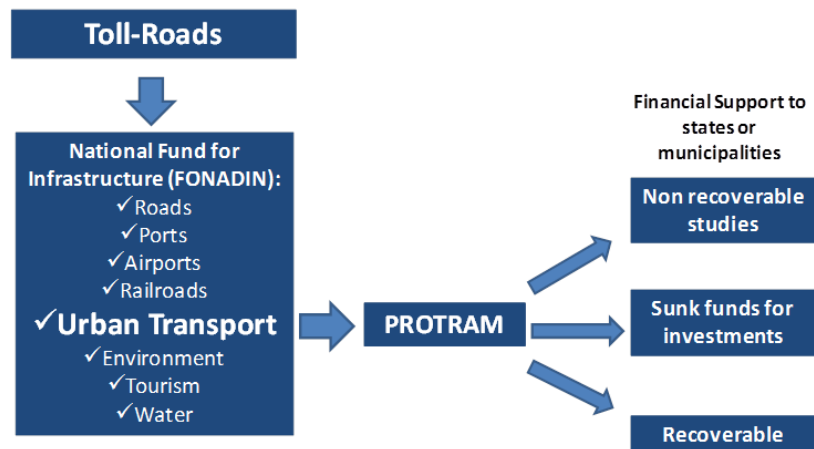 Toll-Roads
National Fund for
Infrastructure (FONADIN):
✓Roads
✓Ports
✓Airports
✓Railroads
✓Urban Transport
✓Environment
✓Tourism
✓Water
PROTRAM
Financial Support to
states or
municipalities
Non recoverable
studies
Sunk funds for
investments
Recoverable